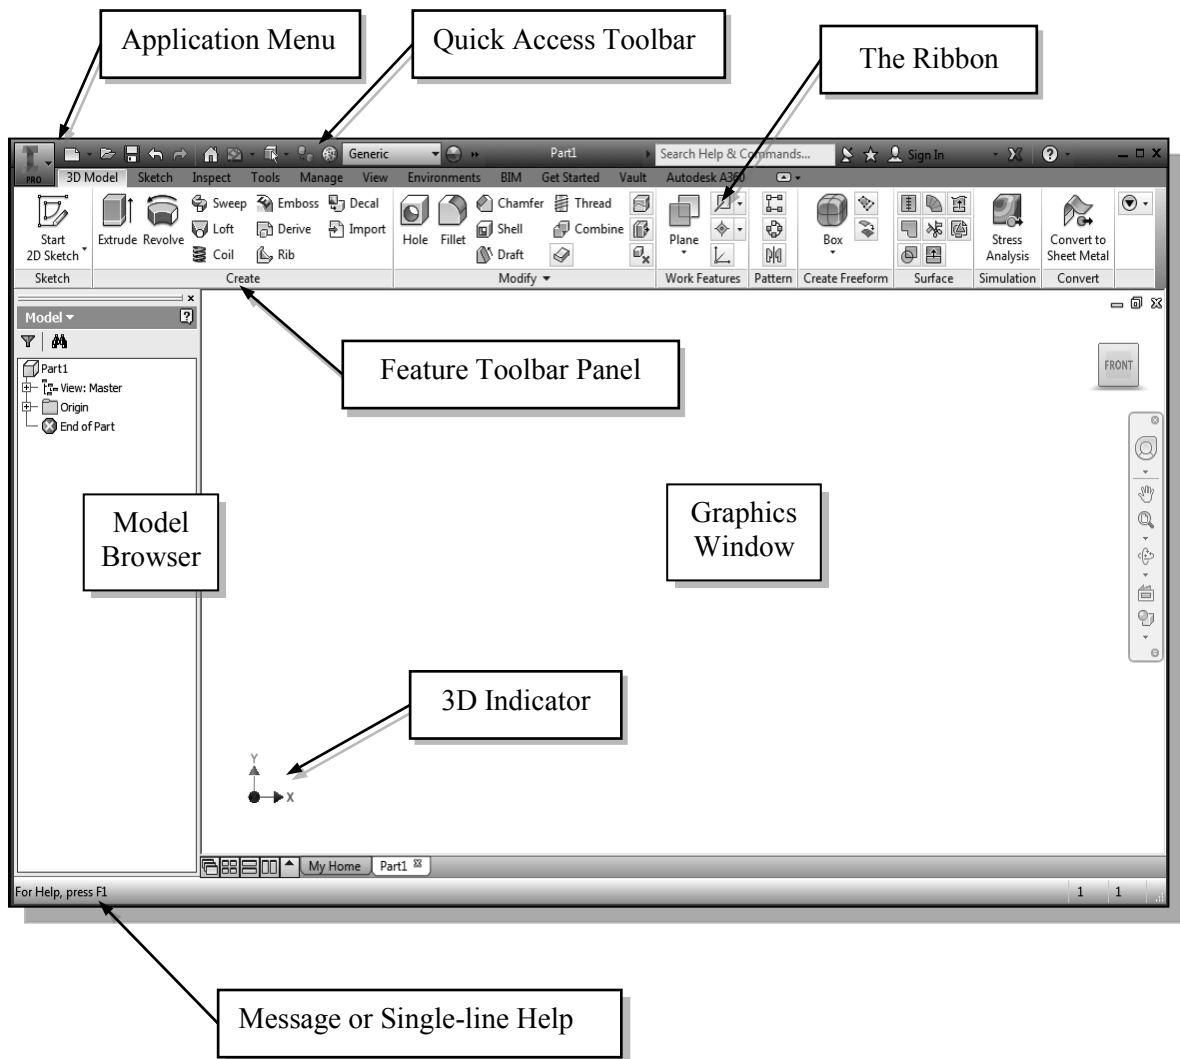 Application Menu
Quick Access Toolbar
The Ribbon
PRO
Generic
Part1
Search Help & Commands...
Sign In
3D Model Sketch Inspect Tools Manage View Environments BIM Get Started Vault Autodesk A360
Start
2D Sketch
Extrude Revolve
Sweep Emboss Decal
Loft Derive Import
Coil Rib
Hole Fillet
Chamfer Thread
Shell Combine
Draft
Plane
Box
Stress
Analysis
Convert to
Sheet Metal
Sketch Create Modify Work Features Pattern Create Freeform Surface Simulation Convert
Model
Part1
View: Master
Origin
End of Part
Feature Toolbar Panel
FRONT
Model
Browser
Graphics
Window
3D Indicator
Y
X
My Home Part1
For Help, press F1
1 1
Message or Single-line Help